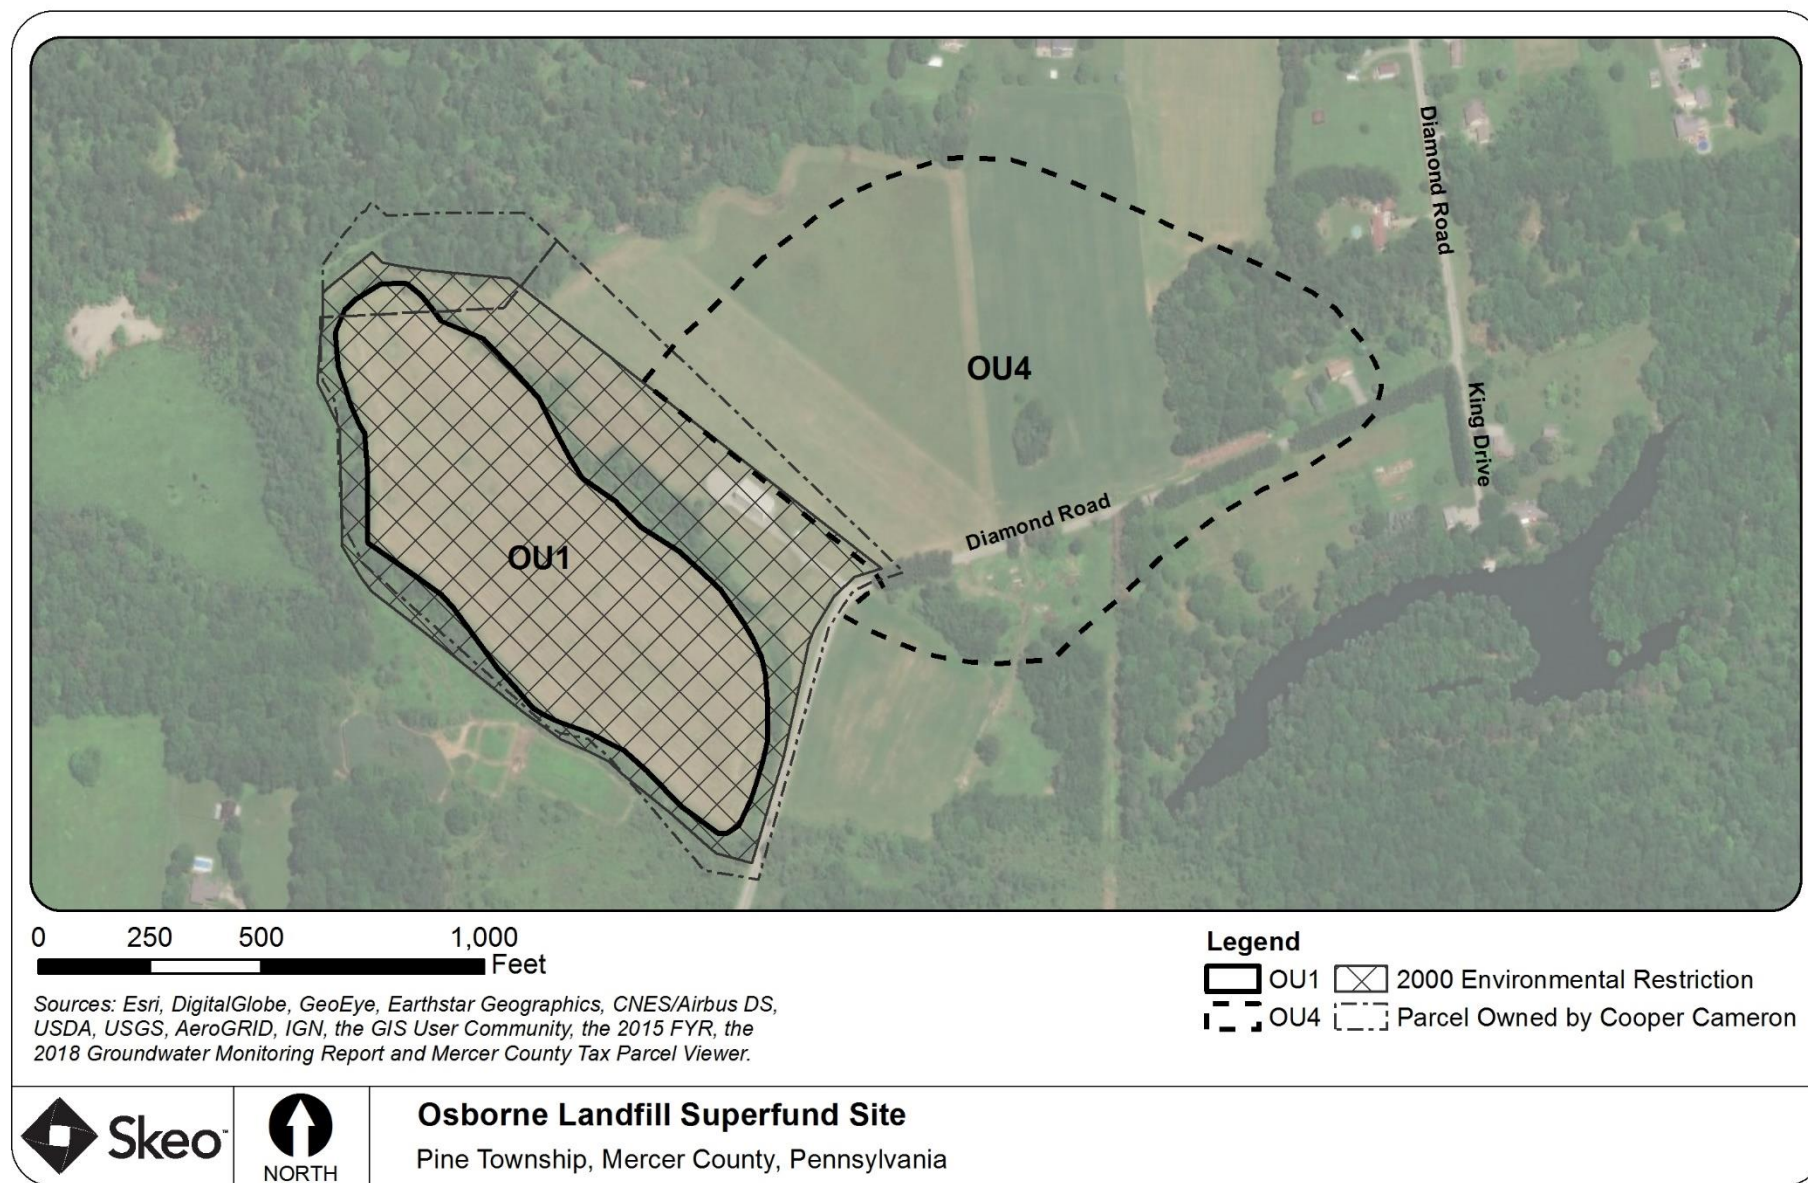 Diamond Road
OU4
King Drive
Diamond Road
OU1
0 250 500 1,000
Feet
Legend
OU1 2000 Environmental Restriction
OU4 Parcel Owned by Cooper Cameron
Sources: Esri, DigitalGlobe, GeoEye, Earthstar Geographics, CNES/Airbus DS,
USDA, USGS, AeroGRID, IGN, the GIS User Community, the 2015 FYR, the
2018 Groundwater Monitoring Report and Mercer County Tax Parcel Viewer.
Skeo™
NORTH
Osborne Landfill Superfund Site
Pine Township, Mercer County, Pennsylvania